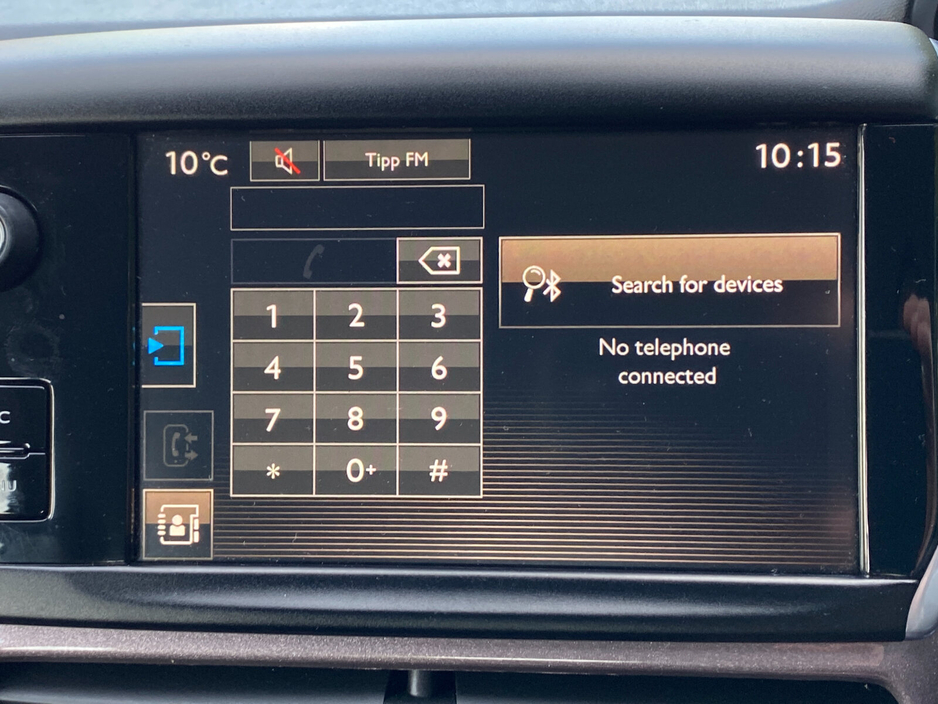 10°C
Tipp FM
10:15
Search for devices
No telephone
connected
1 2 3
4 5 6
7 8 9
* 0+ #
C